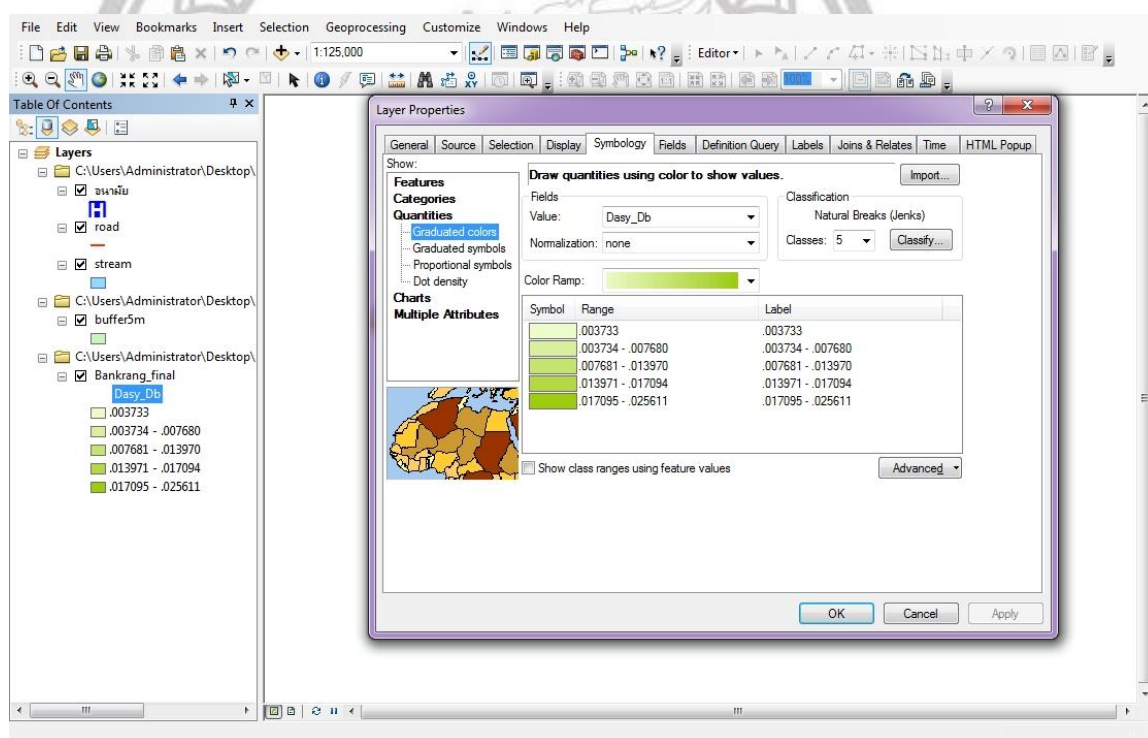 File Edit View Bookmarks Insert Selection Geoprocessing Customize Windows Help
1:125,000
Editor
100%
Table Of Contents
Layers
C:\Users\Administrator\Desktop\
อนามัย
H
road
stream
C:\Users\Administrator\Desktop\
buffer5m
C:\Users\Administrator\Desktop\
Bankrang_final
Dasy_Db
.003733
.003734 - .007680
.007681 - .013970
.013971 - .017094
.017095 - .025611
Layer Properties
General Source Selection Display Symbology Fields Definition Query Labels Joins & Relates Time HTML Popup
Show:
Features
Categories
Quantities
Graduated colors
Graduated symbols
Proportional symbols
Dot density
Charts
Multiple Attributes
Draw quantities using color to show values.
Import...
Fields
Value: Dasy_Db
Normalization: none
Classification
Natural Breaks (Jenks)
Classes: 5 Classify...
Color Ramp:
Symbol Range Label
.003733 .003733
.003734 - .007680 .003734 - .007680
.007681 - .013970 .007681 - .013970
.013971 - .017094 .013971 - .017094
.017095 - .025611 .017095 - .025611
Show class ranges using feature values
Advanced
OK Cancel Apply